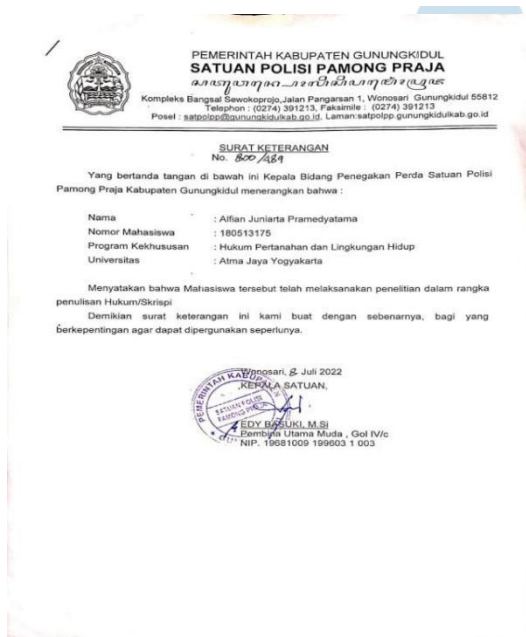 PEMERINTAH KABUPATEN GUNUNGKIDUL
SATUAN POLISI PAMONG PRAJA
Kompleks Bangsal Sewokoprojo,Jalan Pangarsan 1, Wonosari Gunungkidul 55812
Telephon : (0274) 391213, Faksimile : (0274) 391213
Posel : satpolpp@gunungkidulkab.go.id, Laman:satpolpp.gunungkidulkab.go.id
SURAT KETERANGAN
No. 800/489
Yang bertanda tangan di bawah ini Kepala Bidang Penegakan Perda Satuan Polisi
Pamong Praja Kabupaten Gunungkidul menerangkan bahwa :
Nama : Alfian Juniarta Pramedyatama
Nomor Mahasiswa : 180513175
Program Kekhususan : Hukum Pertanahan dan Lingkungan Hidup
Universitas : Atma Jaya Yogyakarta
Menyatakan bahwa Mahasiswa tersebut telah melaksanakan penelitian dalam rangka
penulisan Hukum/Skripsi
Demikian surat keterangan ini kami buat dengan sebenarnya, bagi yang
berkepentingan agar dapat dipergunakan seperlunya.
Wonosari, 8 Juli 2022
KEPALA SATUAN,
PEMERINTAH KABUPATEN
SATUAN POLISI
PAMONG PRAJA
EDY BASUKI, M.Si
Pembina Utama Muda , Gol IV/c
NIP. 19681009 199603 1 003